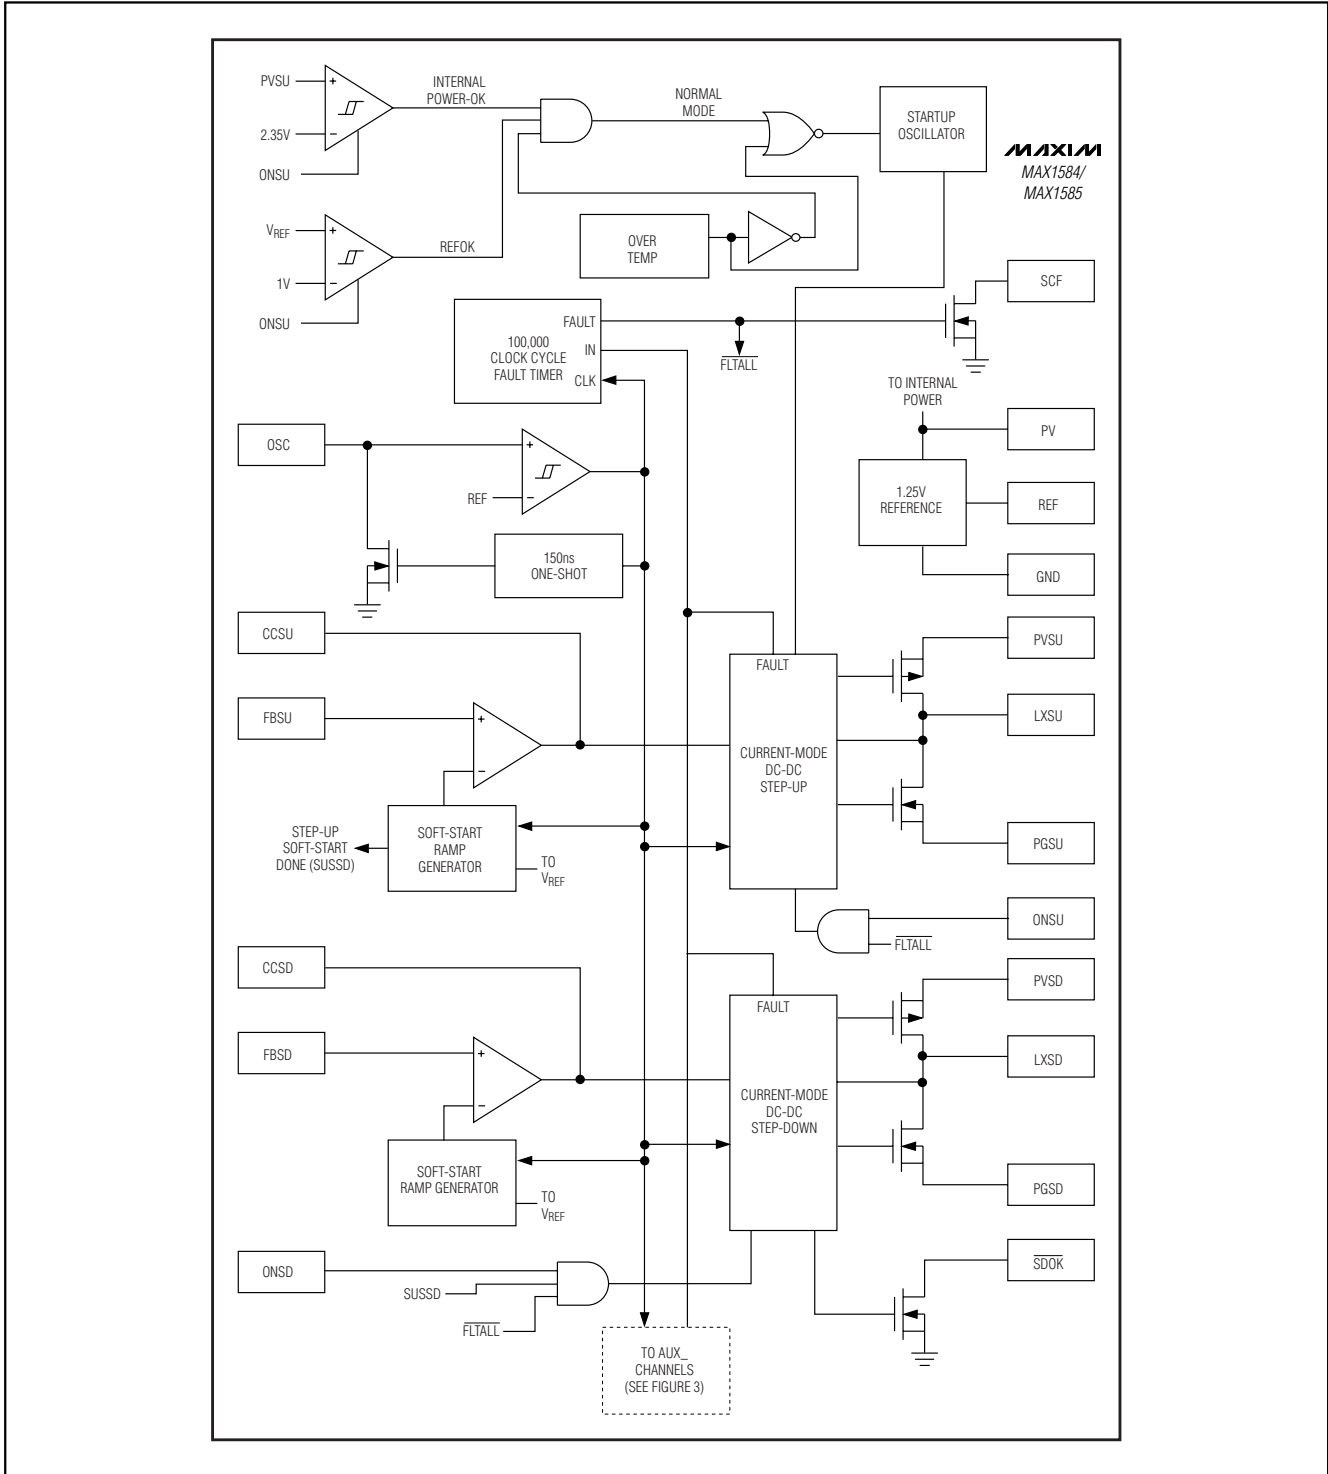 PVSU
+
INTERNAL
POWER-OK
NORMAL
MODE
STARTUP
OSCILLATOR
2.35V
−
ONSU
MAXIM
MAX1584/
MAX1585
VREF
+
REFOK
OVER
TEMP
1V
−
ONSU
SCF
FAULT
100,000
CLOCK CYCLE
FAULT TIMER
IN
CLK
FLTALL
TO INTERNAL
POWER
OSC
+
REF
−
PV
1.25V
REFERENCE
REF
150ns
ONE-SHOT
GND
CCSU
FAULT
PVSU
FBSU
+
−
LXSU
CURRENT-MODE
DC-DC
STEP-UP
STEP-UP
SOFT-START
DONE (SUSSD)
SOFT-START
RAMP
GENERATOR
TO
VREF
PGSU
ONSU
FLTALL
CCSD
FAULT
PVSD
FBSD
+
−
LXSD
CURRENT-MODE
DC-DC
STEP-DOWN
SOFT-START
RAMP GENERATOR
TO
VREF
PGSD
ONSD
SUSSD
FLTALL
SDOK
TO AUX_
CHANNELS
(SEE FIGURE 3)